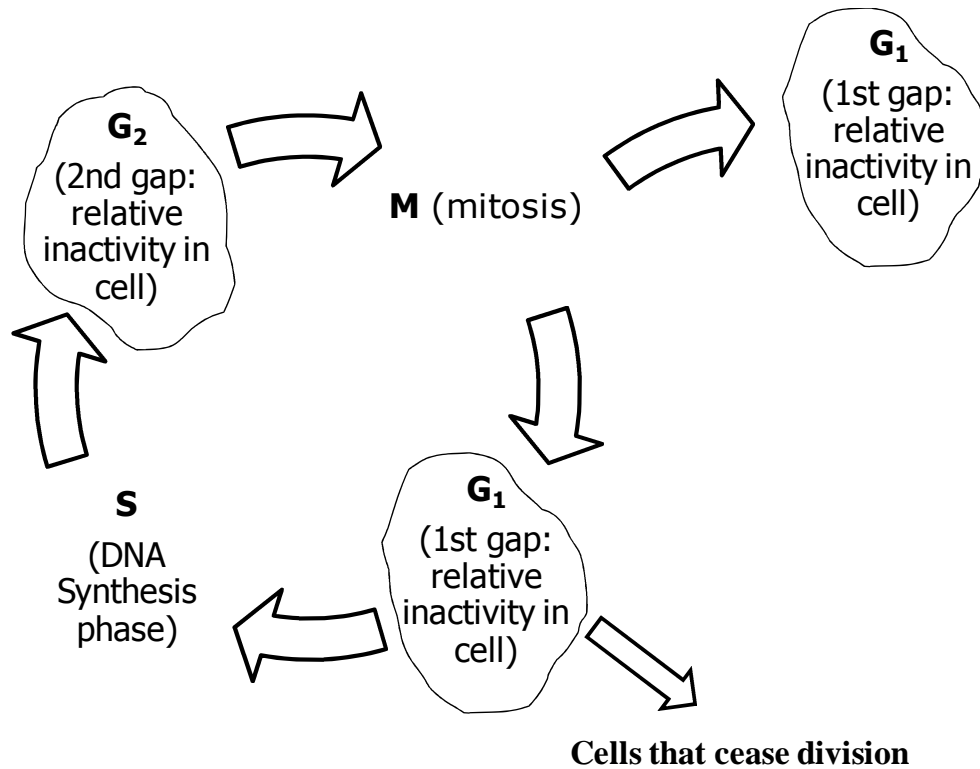 G₂
(2nd gap:
relative
inactivity in
cell)
M (mitosis)
G₁
(1st gap:
relative
inactivity in
cell)
S
(DNA
Synthesis
phase)
G₁
(1st gap:
relative
inactivity in
cell)
Cells that cease division